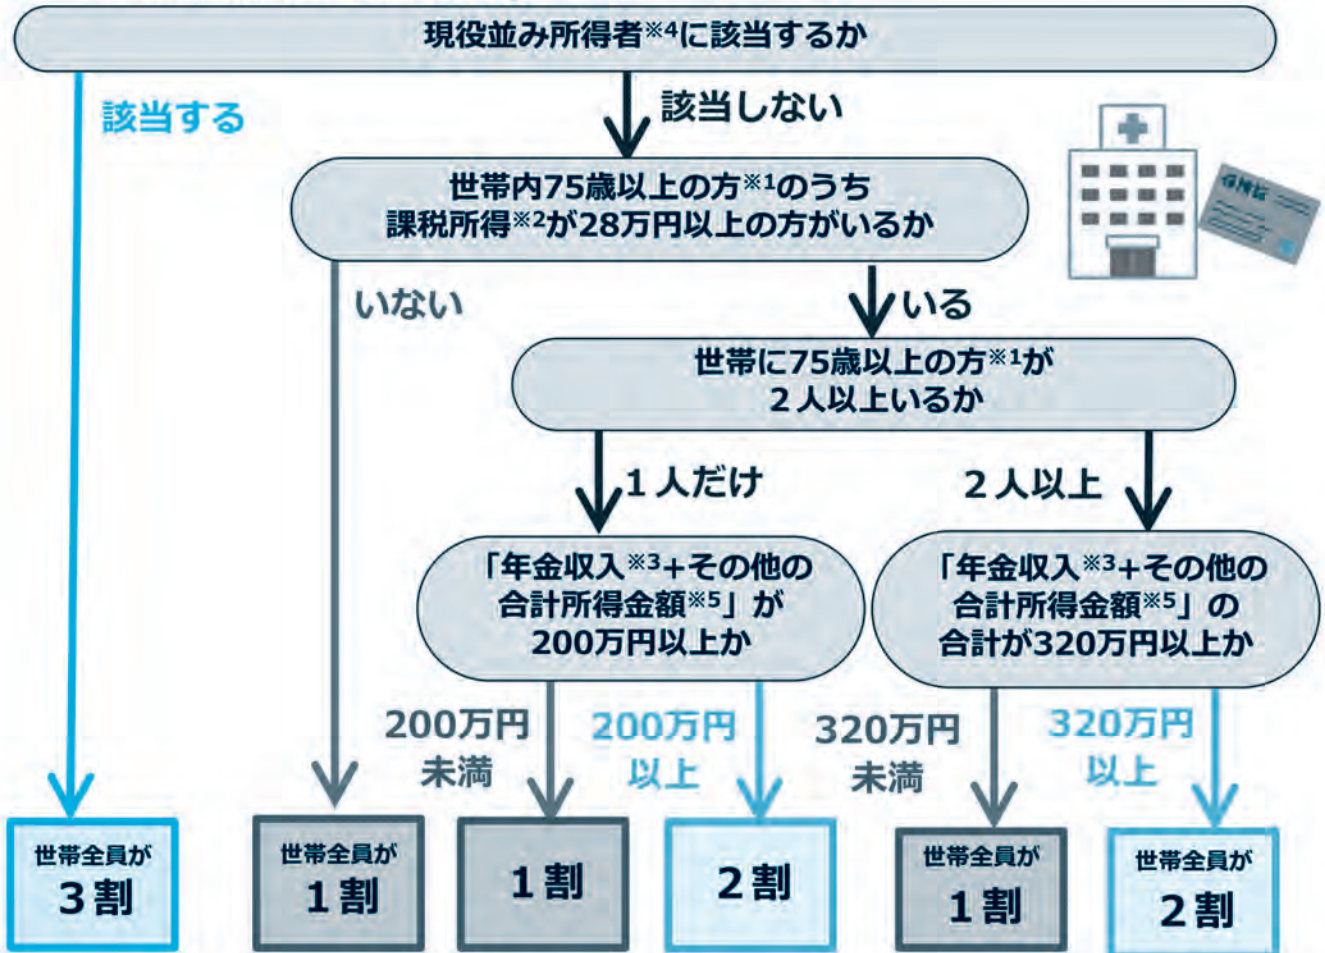 現役並み所得者※4に該当するか
該当する
該当しない
世帯内75歳以上の方※1のうち
課税所得※2が28万円以上の方がいるか
いない
いる
世帯に75歳以上の方※1が
２人以上いるか
１人だけ
２人以上
「年金収入※3+その他の
合計所得金額※5」が
200万円以上か
「年金収入※3+その他の
合計所得金額※5」の
合計が320万円以上か
200万円
未満
200万円
以上
320万円
未満
320万円
以上
世帯全員が
３割
世帯全員が
１割
１割
２割
世帯全員が
１割
世帯全員が
２割